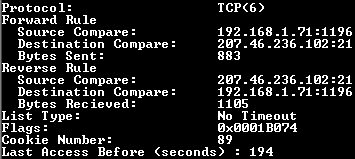 Protocol: TCP(6)
Forward Rule
Source Compare: 192.168.1.71:1196
Destination Compare: 207.46.236.102:21
Bytes Sent: 883
Reverse Rule
Source Compare: 207.46.236.102:21
Destination Compare: 192.168.1.71:1196
Bytes Recieved: 1105
List Type: No Timeout
Flags: 0x0001B074
Cookie Number: 89
Last Access Before (seconds) : 194